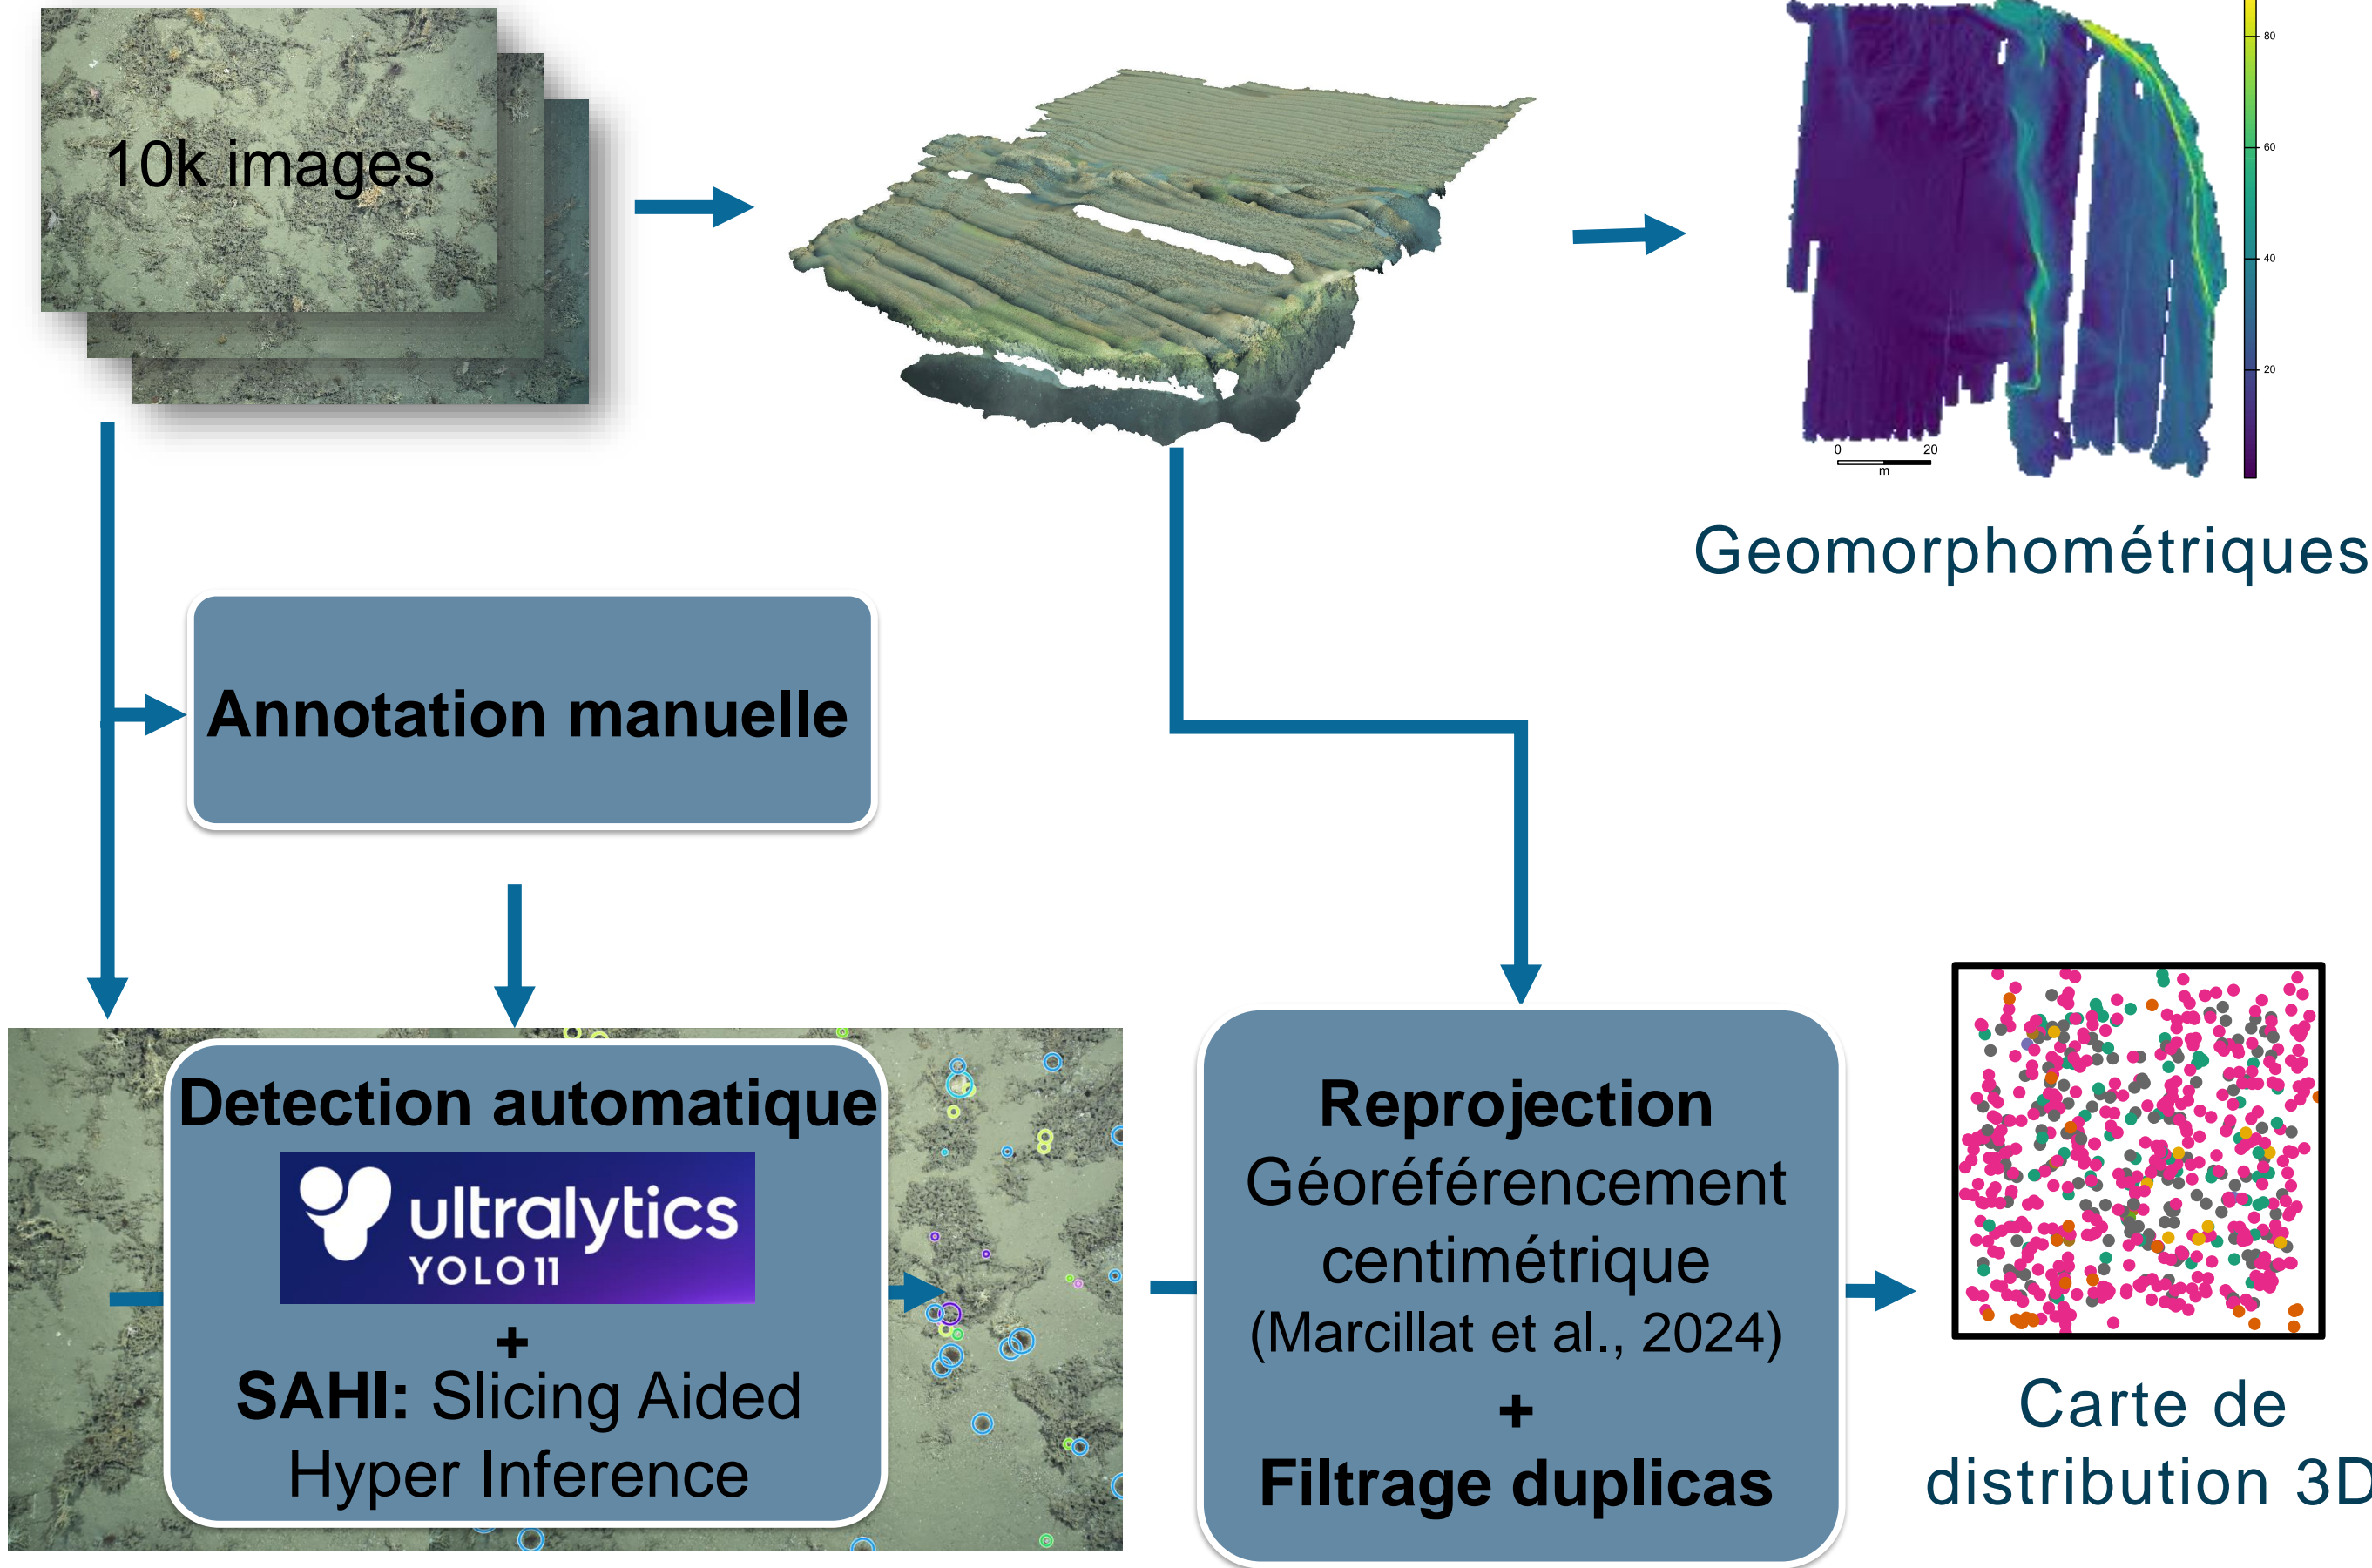 10k images
80
60
40
20
0 20
m
Geomorphométriques
Annotation manuelle
Detection automatique
ultralytics
YOLO11
+
SAHI: Slicing Aided
Hyper Inference
Reprojection
Géoréférencement
centimétrique
(Marcillat et al., 2024)
+
Filtrage duplicas
Carte de
distribution 3D